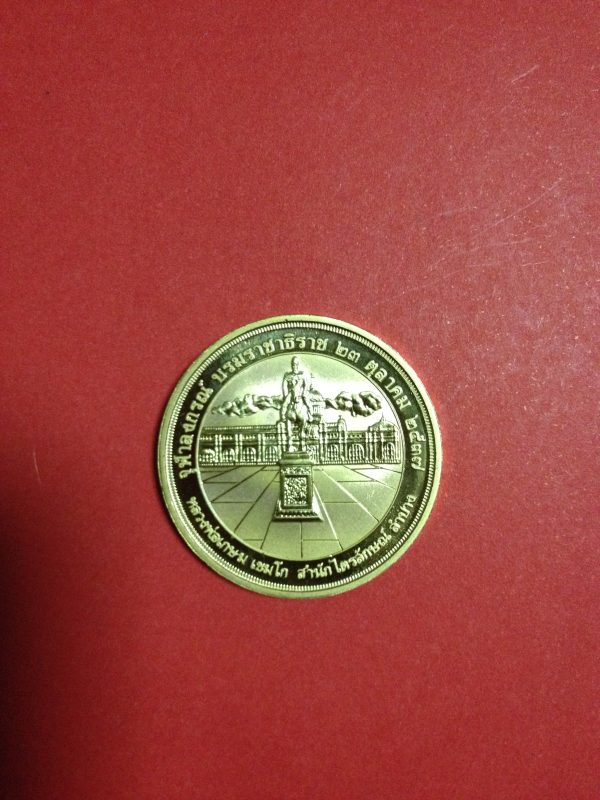 จุฬาลงกรณ์ บรมราชาธิราช ๒๓ ตุลาคม ๒๕๓๗
หลวงพ่อเกษม เขมโก สำนักไตรลักษณ์ ลำปาง